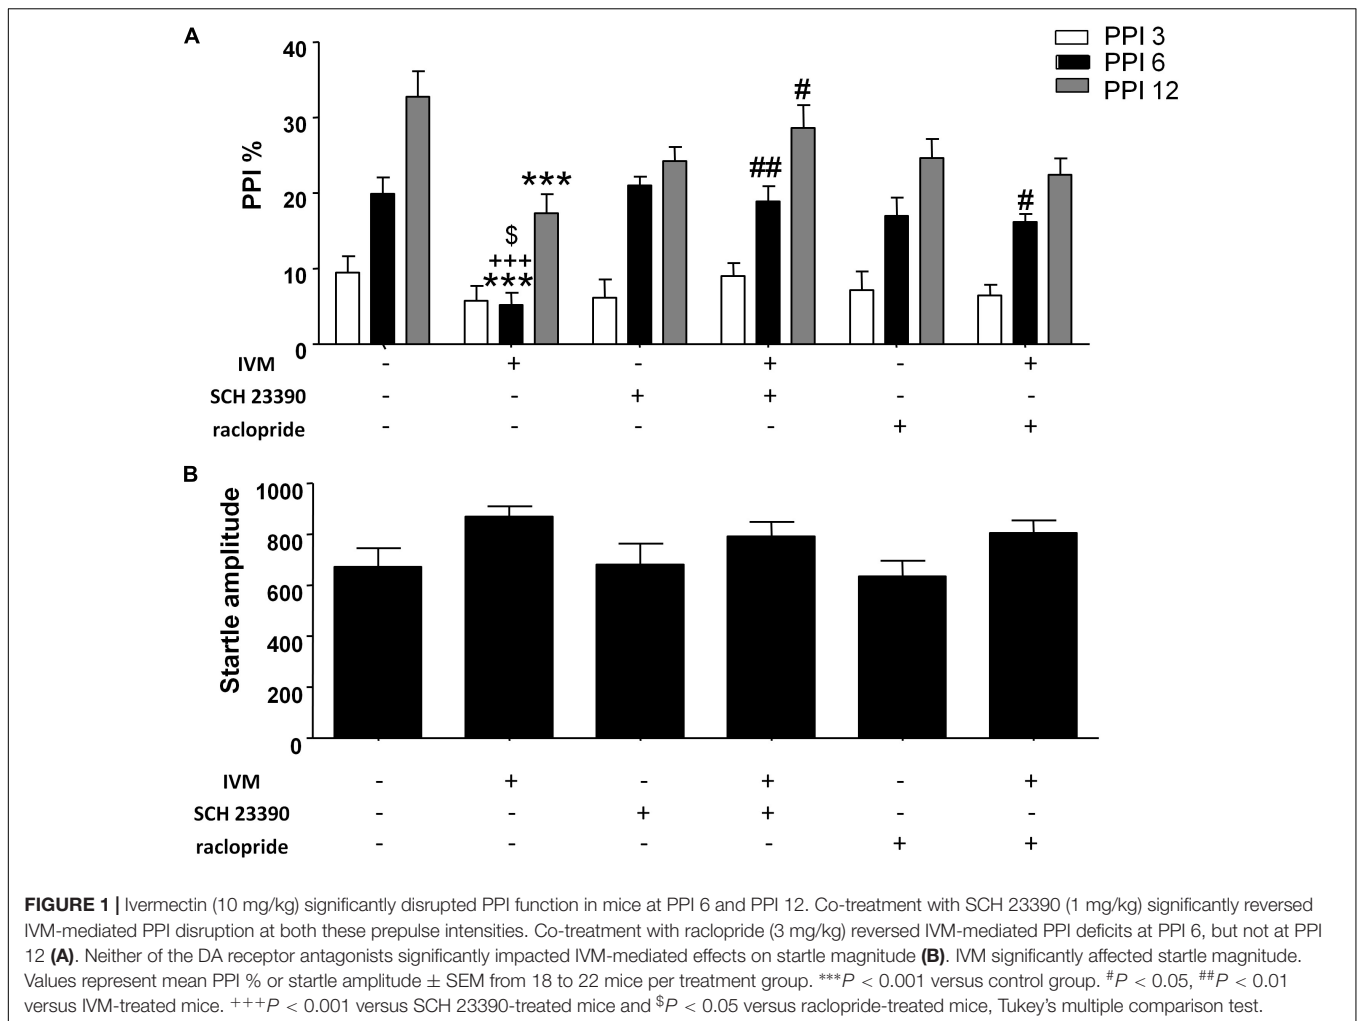 A
PPI 3
PPI 6
PPI 12
40
30
20
10
0
PPI %
***
$
+++
***
##
#
#
IVM - + - + - +
SCH 23390 - - + + - -
raclopride - - - - + +
B
1000
800
600
400
200
0
Startle amplitude
IVM - + - + - +
SCH 23390 - - + + - -
raclopride - - - - + +
FIGURE 1 | Ivermectin (10 mg/kg) significantly disrupted PPI function in mice at PPI 6 and PPI 12. Co-treatment with SCH 23390 (1 mg/kg) significantly reversed
IVM-mediated PPI disruption at both these prepulse intensities. Co-treatment with raclopride (3 mg/kg) reversed IVM-mediated PPI deficits at PPI 6, but not at PPI
12 (A). Neither of the DA receptor antagonists significantly impacted IVM-mediated effects on startle magnitude (B). IVM significantly affected startle magnitude.
Values represent mean PPI % or startle amplitude ± SEM from 18 to 22 mice per treatment group. ***P < 0.001 versus control group. #P < 0.05, ##P < 0.01
versus IVM-treated mice. +++P < 0.001 versus SCH 23390-treated mice and $P < 0.05 versus raclopride-treated mice, Tukey's multiple comparison test.